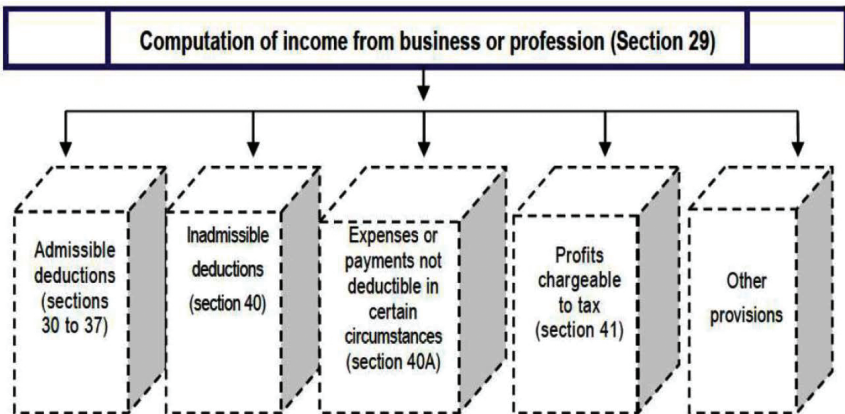 Computation of income from business or profession (Section 29)
Admissible
deductions
(sections
30 to 37)
Inadmissible
deductions
(section 40)
Expenses or
payments not
deductible in
certain
circumstances
(section 40A)
Profits
chargeable
to tax
(section 41)
Other
provisions